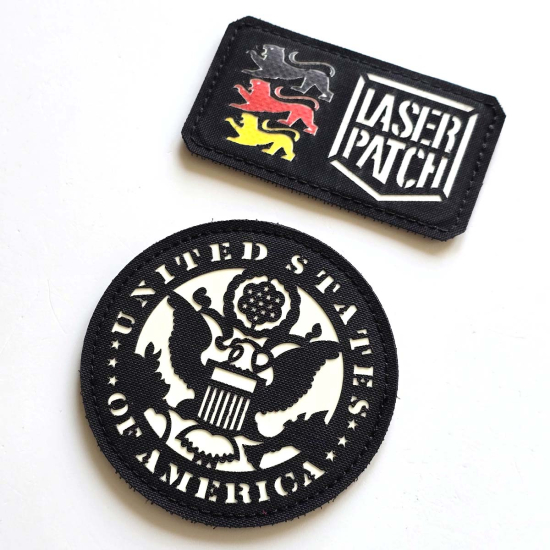 LASER
PATCH
UNITED STATES
OF AMERICA